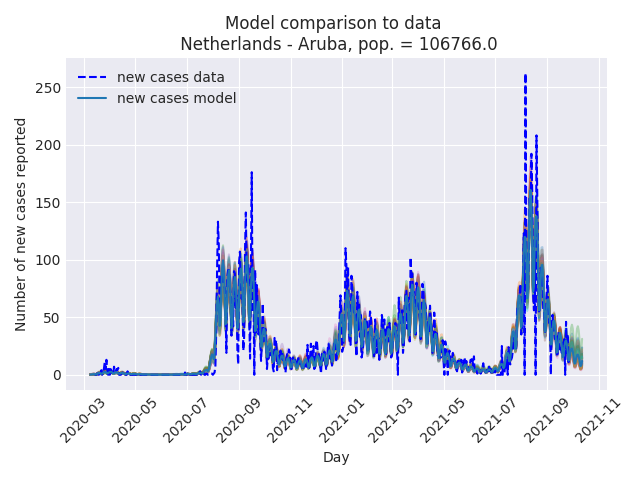 Model comparison to data
Netherlands - Aruba, pop. = 106766.0
new cases data
new cases model
Number of new cases reported
250
200
150
100
50
0
2020-03
2020-05
2020-07
2020-09
2020-11
2021-01
2021-03
2021-05
2021-07
2021-09
2021-11
Day